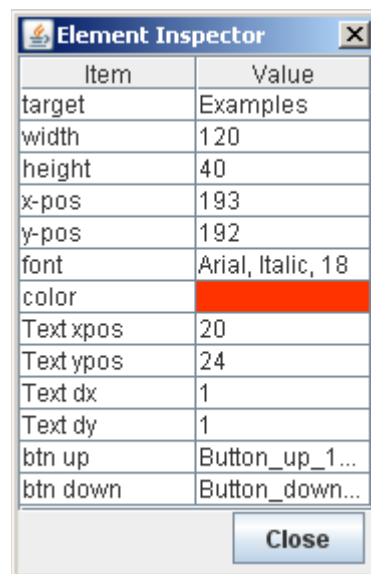 Element Inspector
Item Value
target Examples
width 120
height 40
x-pos 193
y-pos 192
font Arial, Italic, 18
color
Text xpos 20
Text ypos 24
Text dx 1
Text dy 1
btn up Button_up_1...
btn down Button_down...
Close